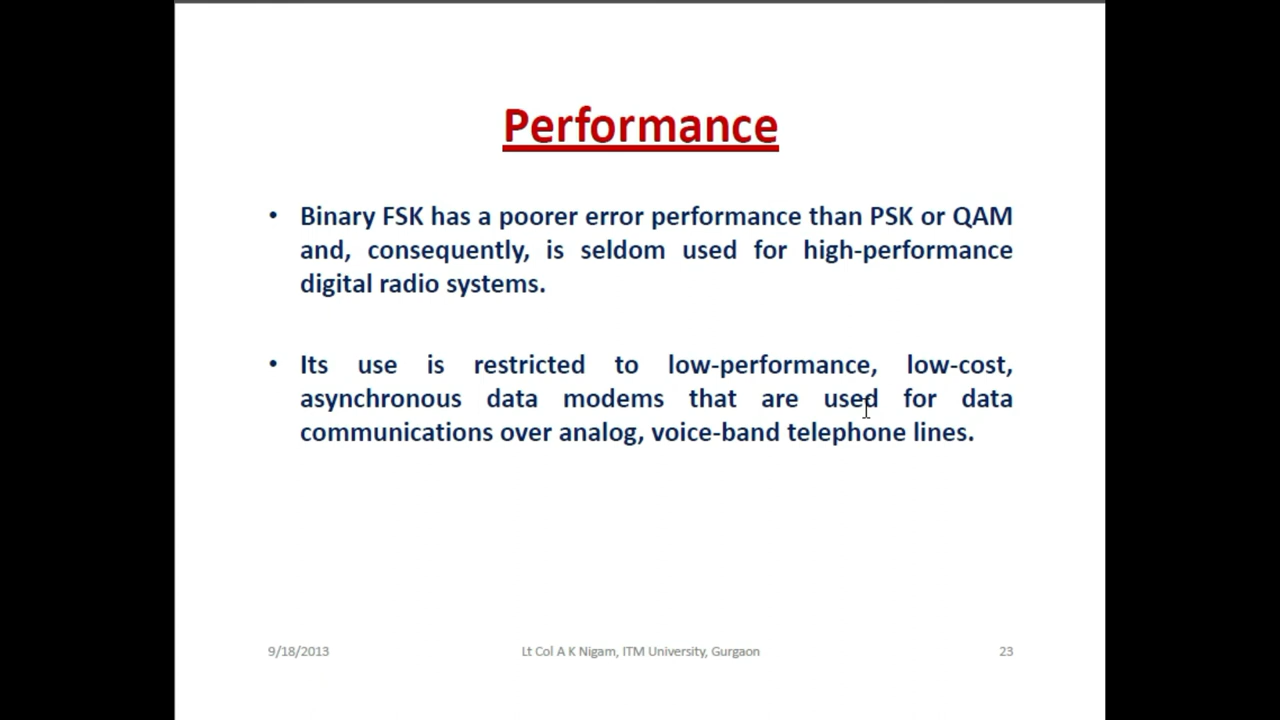 Performance
• Binary FSK has a poorer error performance than PSK or QAM
and, consequently, is seldom used for high-performance
digital radio systems.
• Its use is restricted to low-performance, low-cost,
asynchronous data modems that are used for data
communications over analog, voice-band telephone lines.
9/18/2013 Lt Col A K Nigam, ITM University, Gurgaon 23